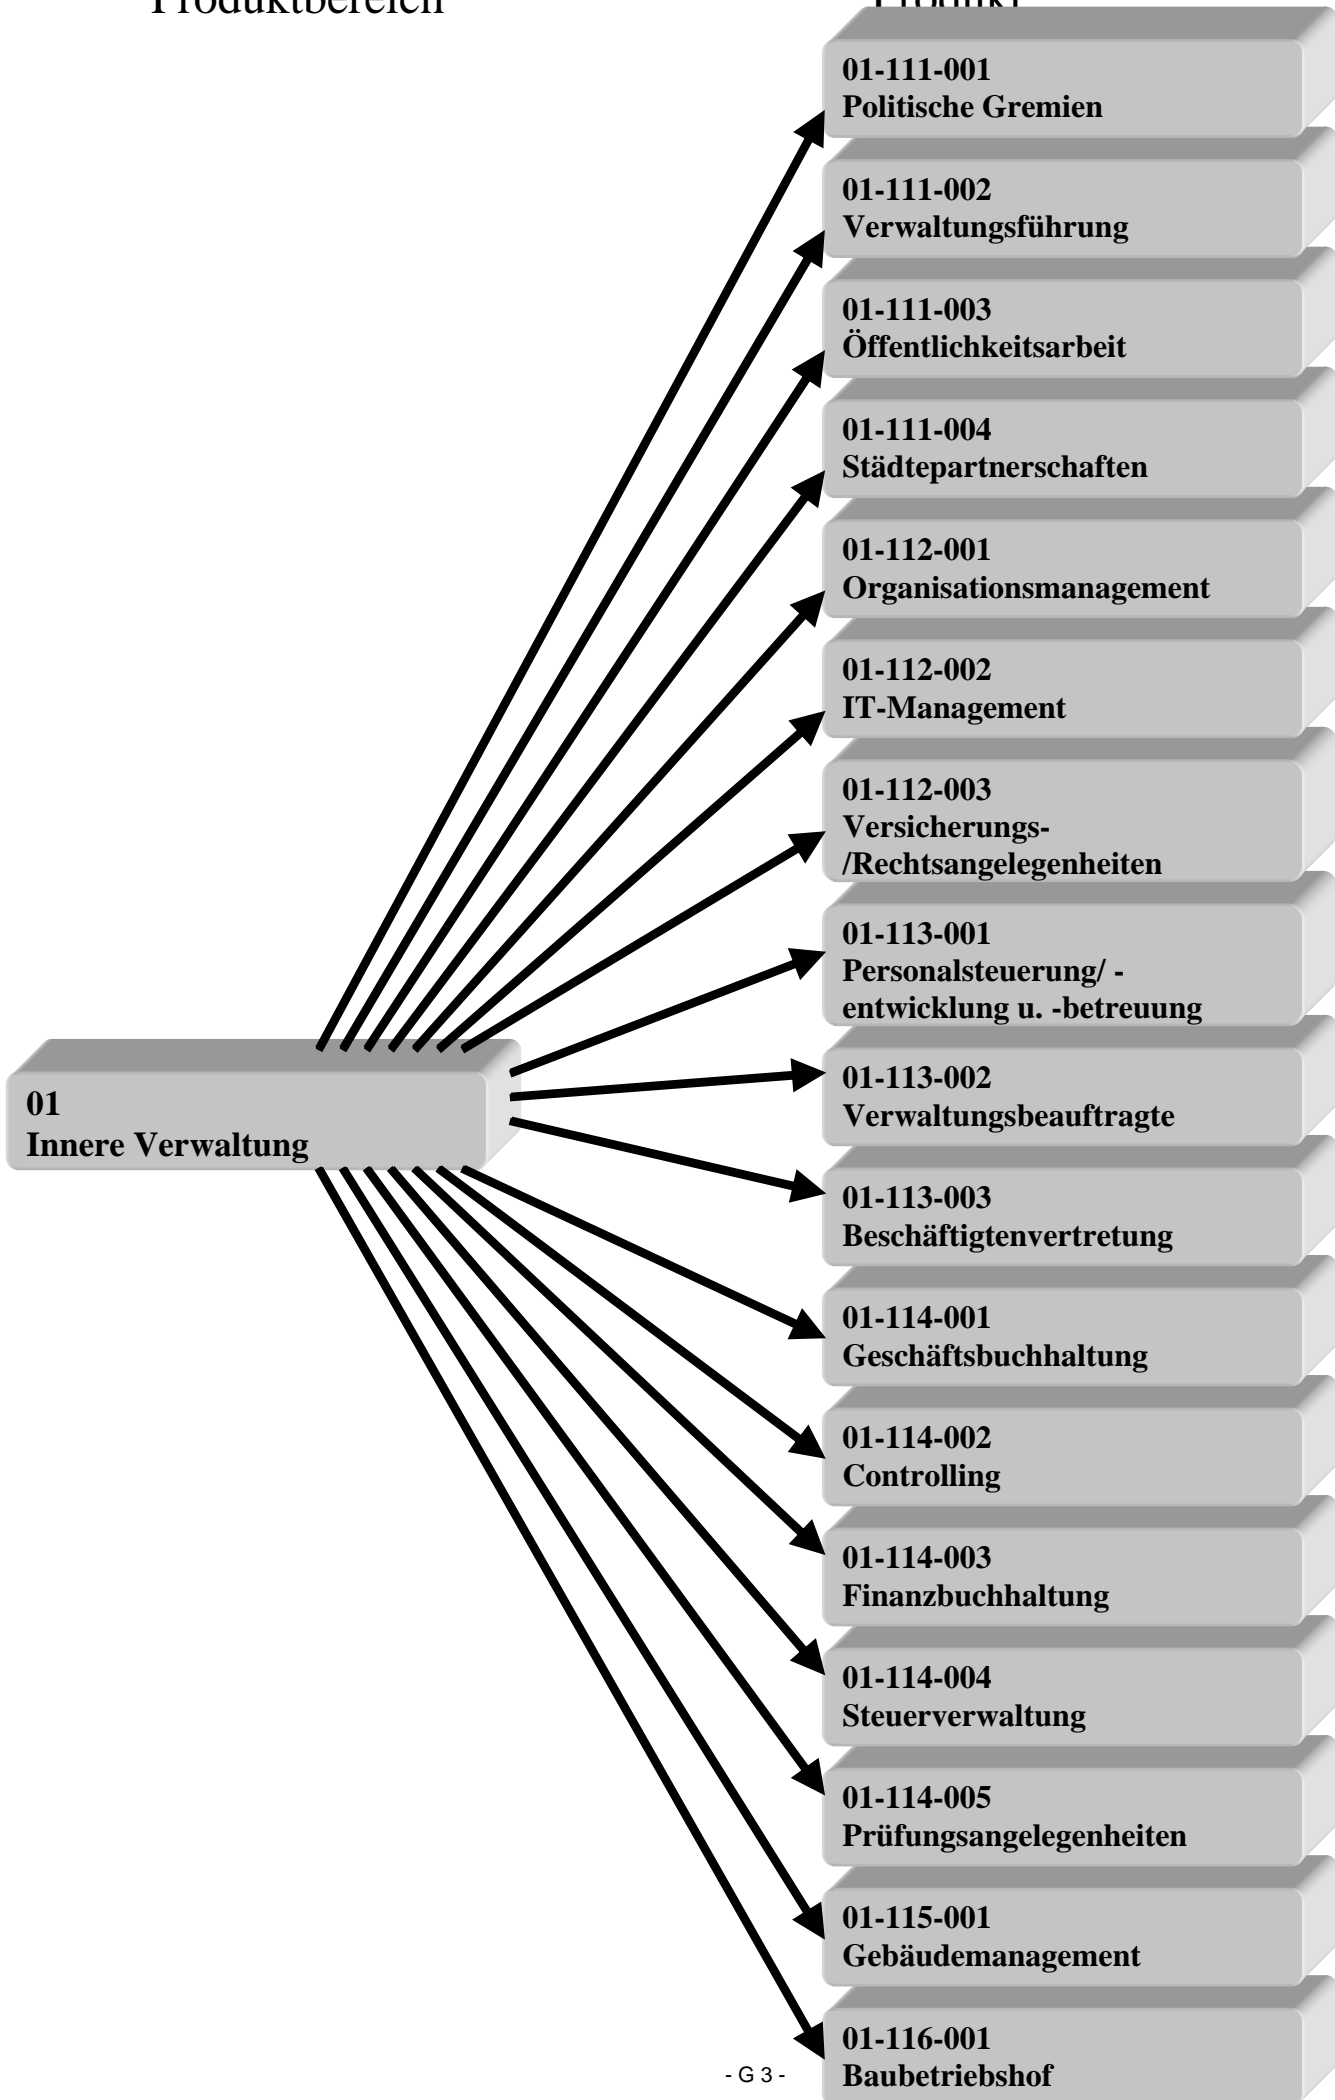 Produktbereich
Produkt
01-111-001
Politische Gremien
01-111-002
Verwaltungsführung
01-111-003
Öffentlichkeitsarbeit
01-111-004
Städtepartnerschaften
01-112-001
Organisationsmanagement
01-112-002
IT-Management
01-112-003
Versicherungs-
/Rechtsangelegenheiten
01-113-001
Personalsteuerung/ -
entwicklung u. -betreuung
01
Innere Verwaltung
01-113-002
Verwaltungsbeauftragte
01-113-003
Beschäftigtenvertretung
01-114-001
Geschäftsbuchhaltung
01-114-002
Controlling
01-114-003
Finanzbuchhaltung
01-114-004
Steuerverwaltung
01-114-005
Prüfungsangelegenheiten
01-115-001
Gebäudemanagement
01-116-001
Baubetriebshof
- G 3 -